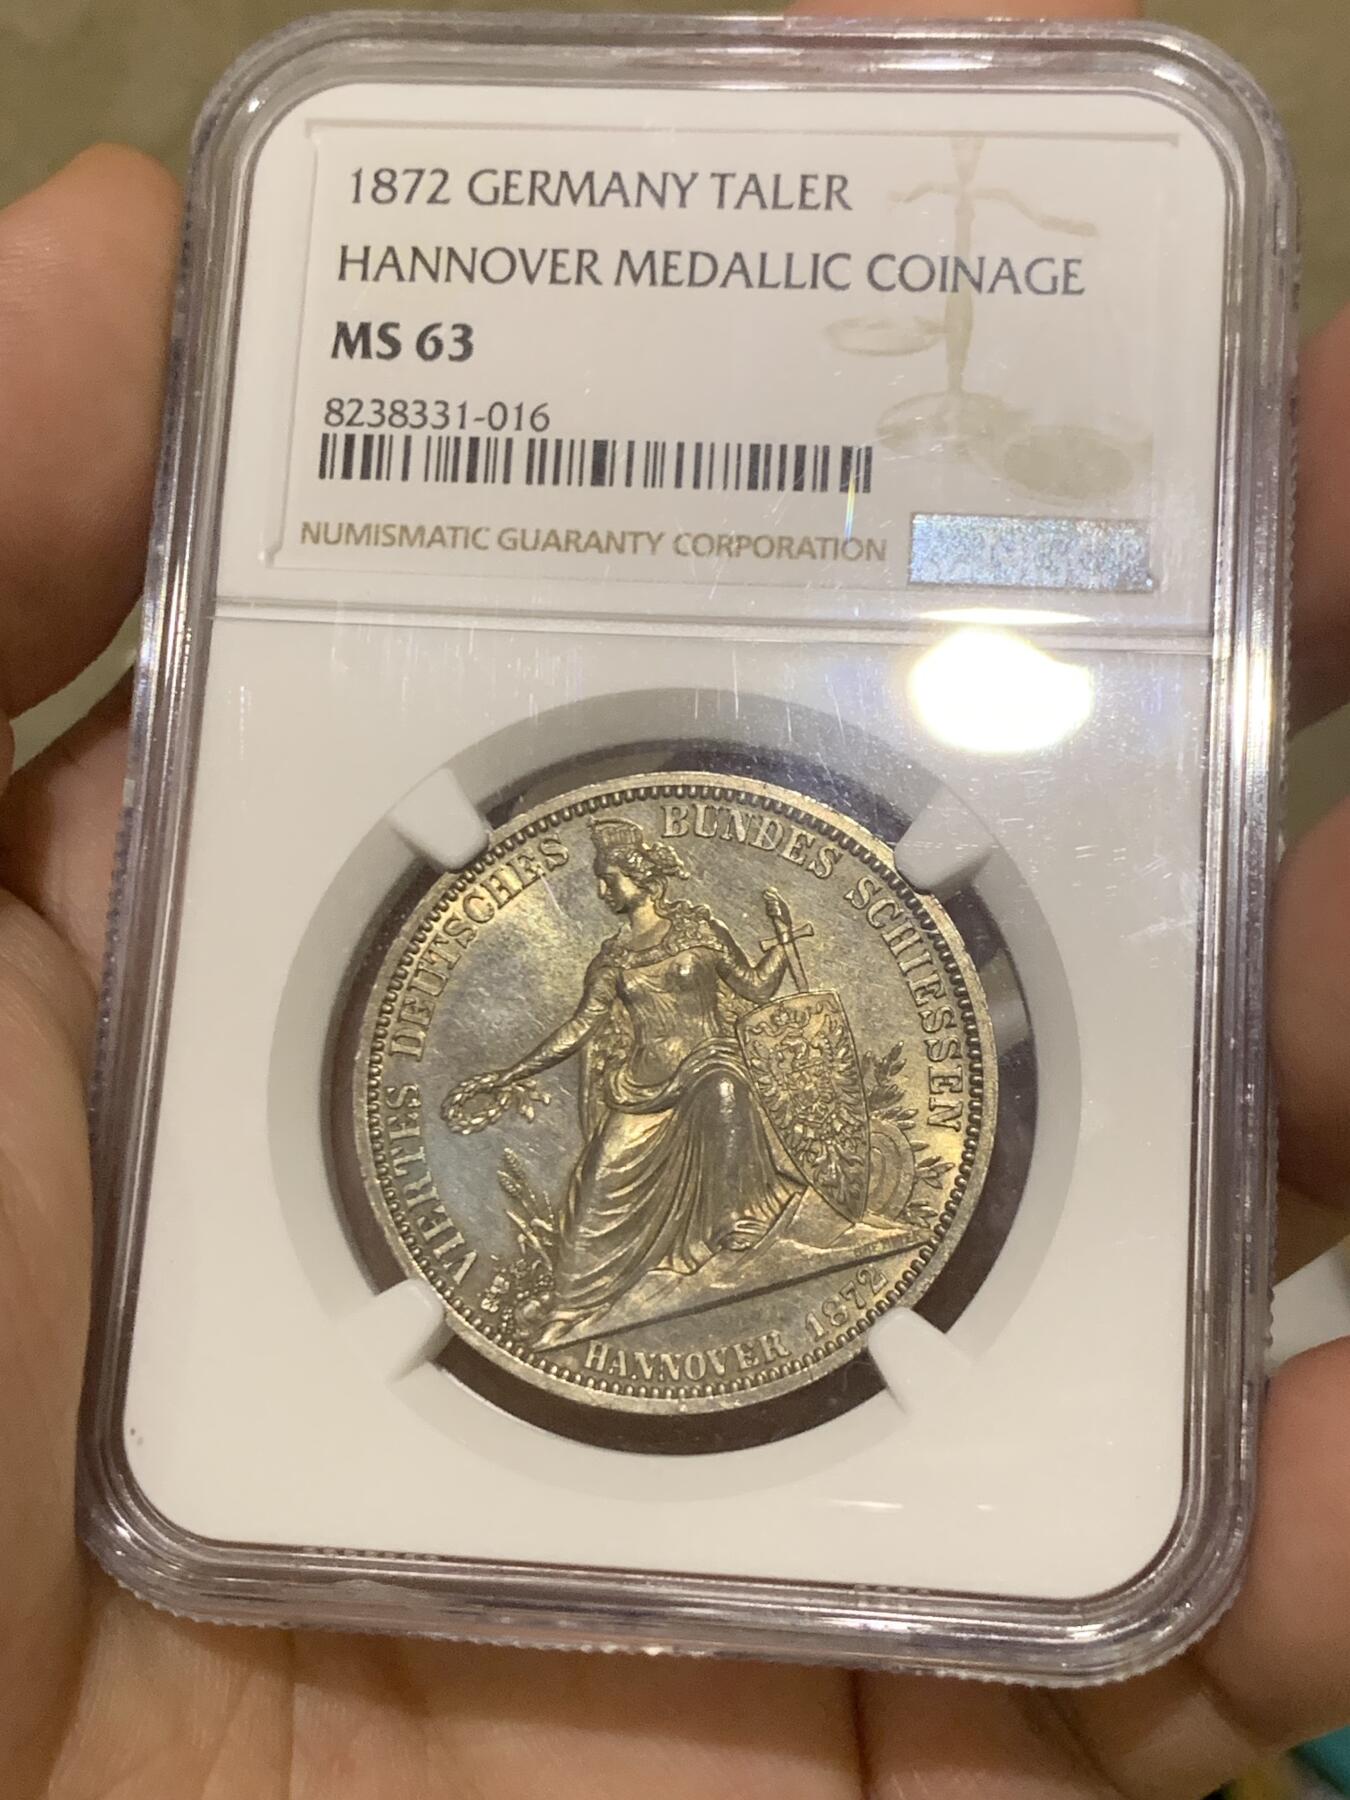 1872 GERMANY TALER
HANNOVER MEDALLIC COINAGE
MS 63
8238331-016
NUMISMATIC GUARANTY CORPORATION
VIERTES DEUTSCHES BUNDES SCHIESSEN
HANNOVER 1872